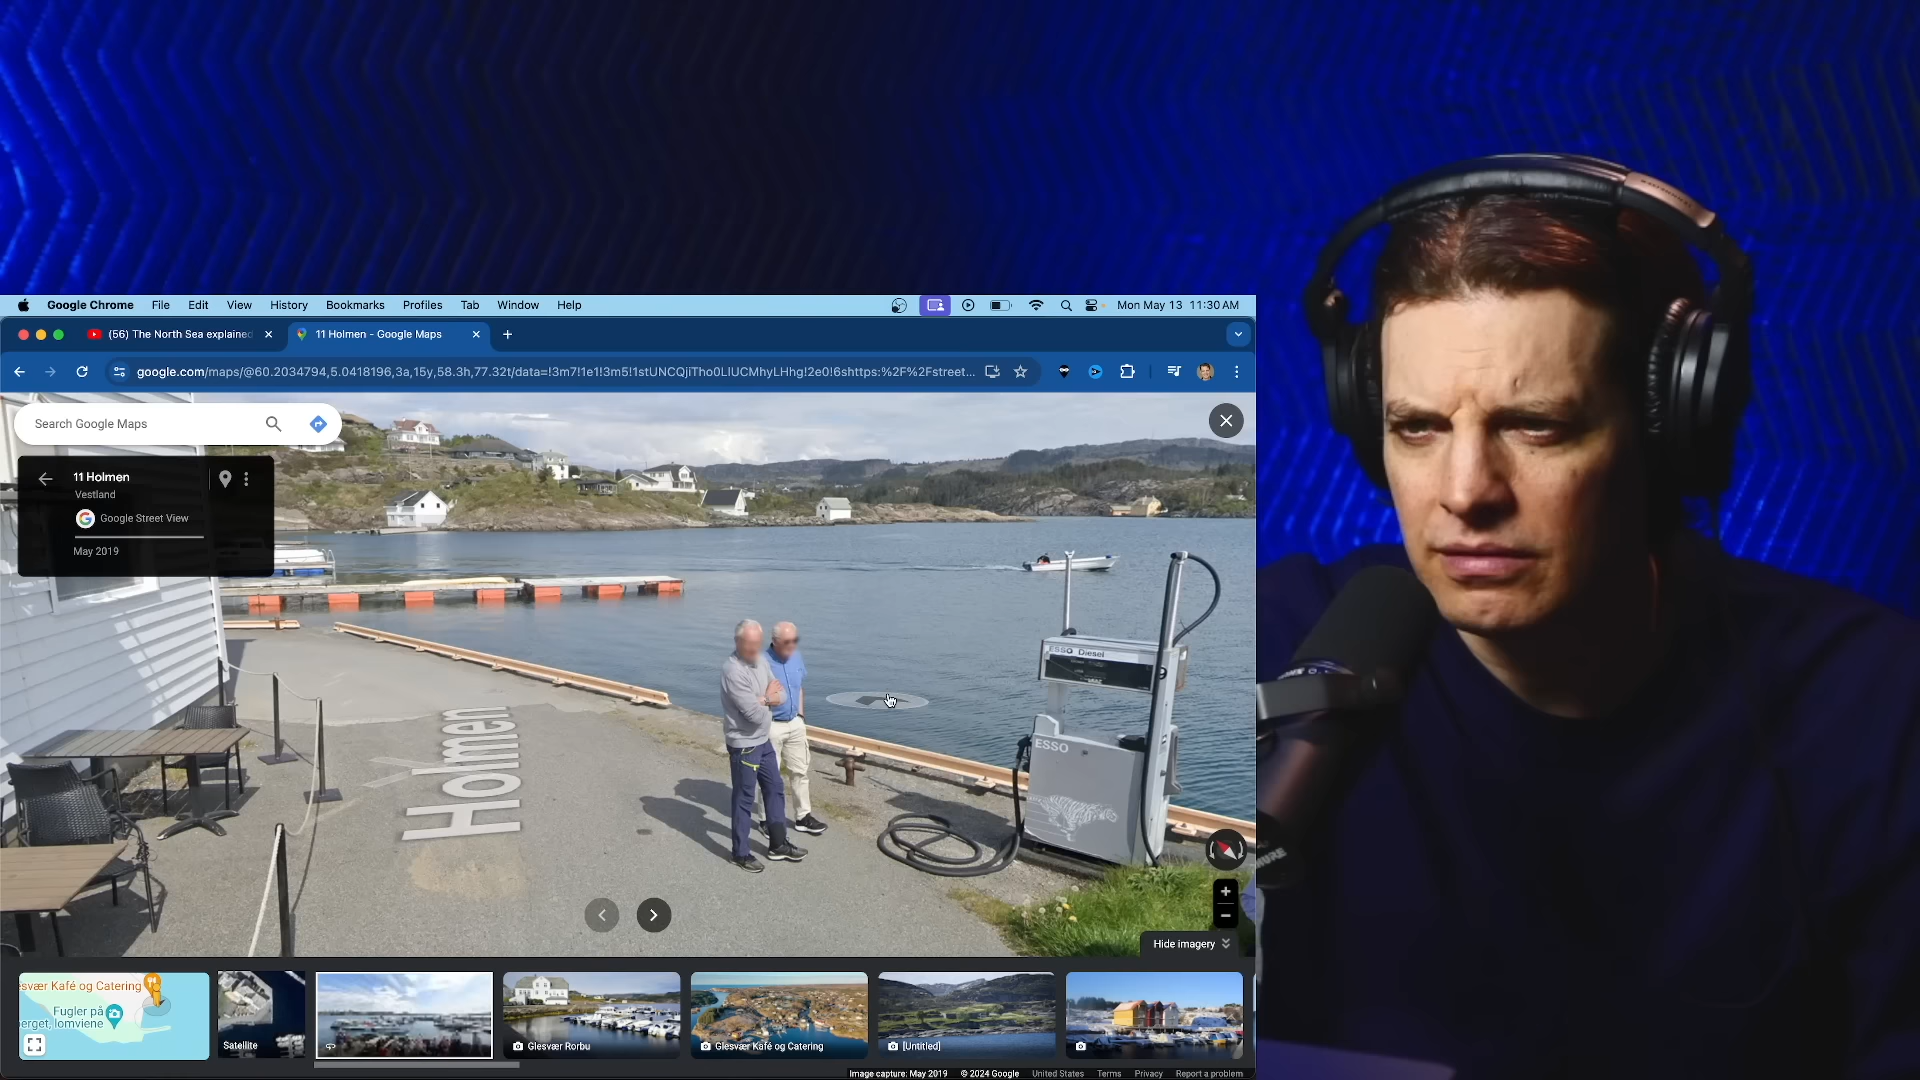 Google Chrome File Edit View History Bookmarks Profiles Tab Window Help Mon May 13 11:30 AM
(56) The North Sea explained 11 Holmen - Google Maps
google.com/maps/@60.2034794,5.0418196,3a,15y,58.3h,77.32t/data=!3m7!1e1!3m5!1stUNCQjiTho0LIUCMhyLHhg!2e0!6shttps:%2F%2Fstreet...
Search Google Maps
11 Holmen
Vestland
Google Street View
May 2019
ESSO Diesel
ESSO
Holmen
Hide imagery
esvær Kafé og Catering
Fugler på
erget, lomviene
Satellite
Glesvær Rorbu
Glesvær Kafé og Catering
[Untitled]
Image capture: May 2019 © 2024 Google United States Terms Privacy Report a problem